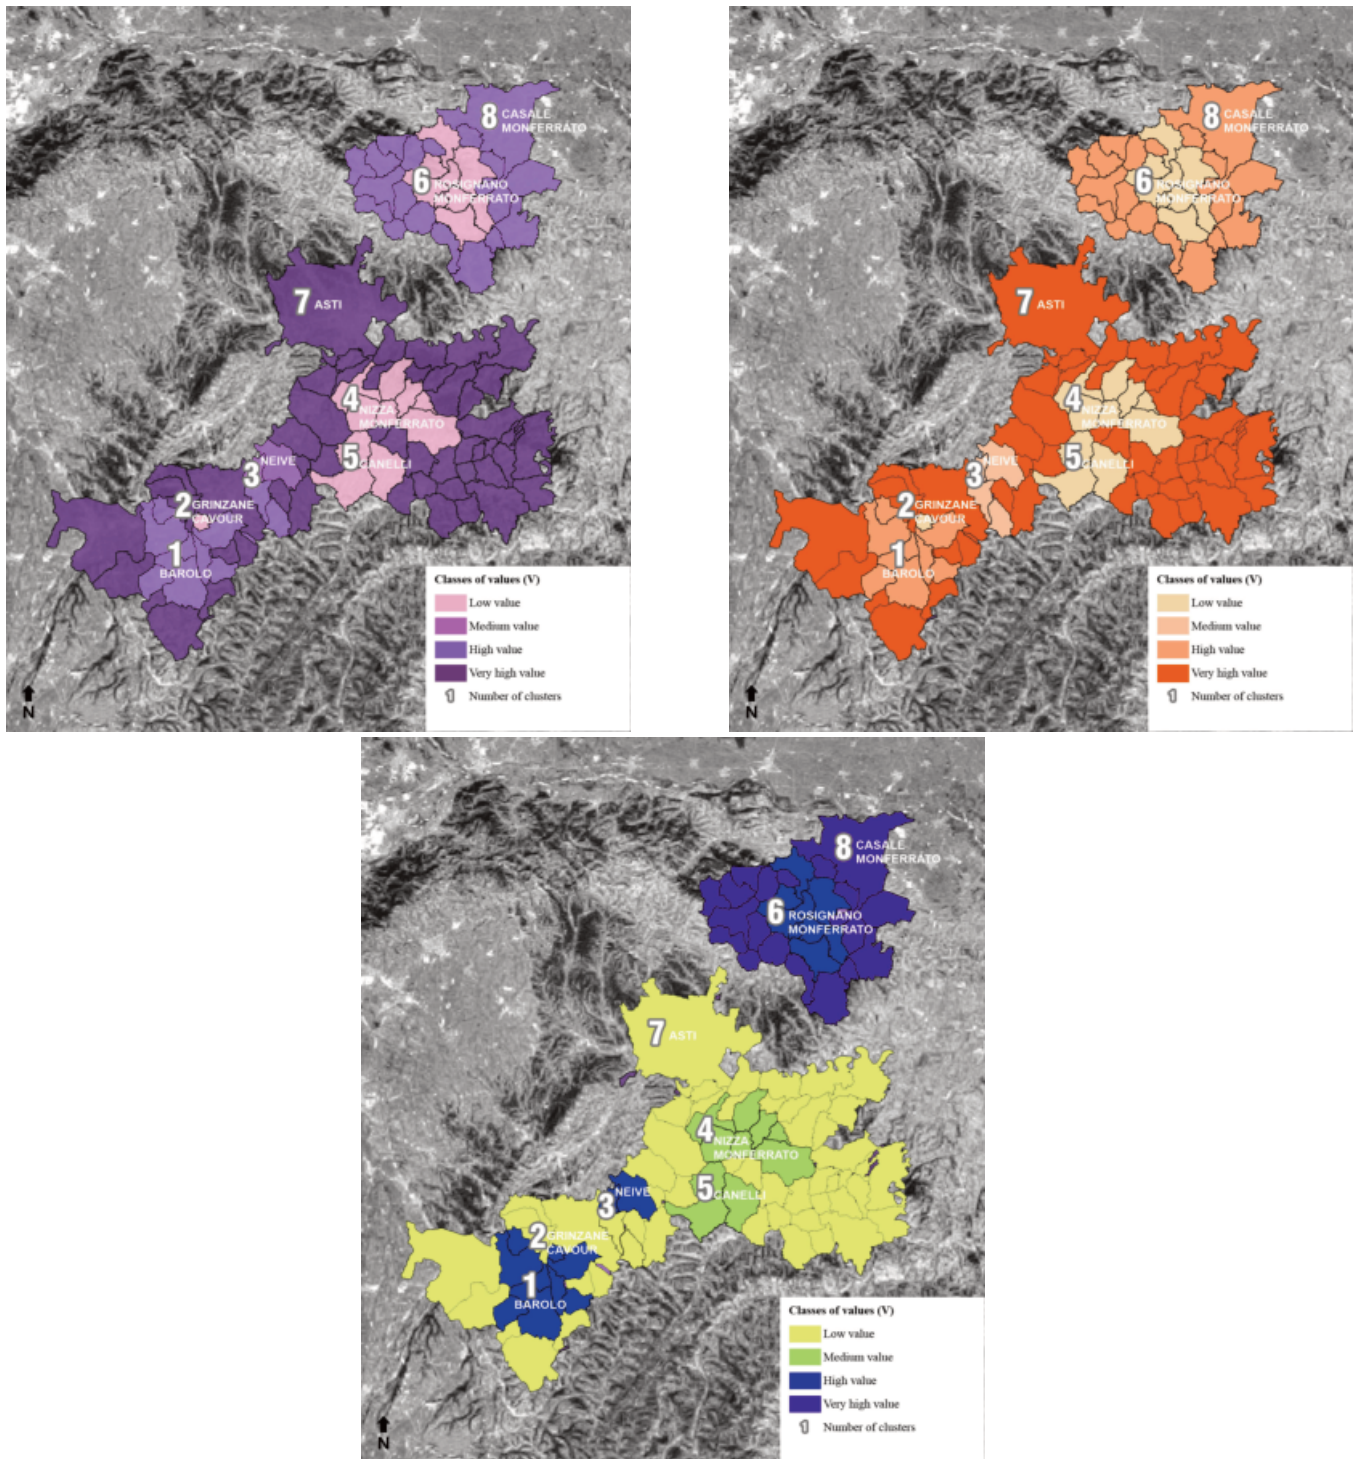 8 CASALE
MONFERRATO
6 ROSIGNANO
MONFERRATO
7 ASTI
4 NIZZA
MONFERRATO
5 CANELLI
3 NEIVE
2 GRINZANE
CAVOUR
1
BAROLO
Classes of values (V)
Low value
Medium value
High value
Very high value
1 Number of clusters
N
8 CASALE
MONFERRATO
6 ROSIGNANO
MONFERRATO
7 ASTI
4 NIZZA
MONFERRATO
5 CANELLI
3 NEIVE
2 GRINZANE
CAVOUR
1
BAROLO
Classes of values (V)
Low value
Medium value
High value
Very high value
1 Number of clusters
N
8 CASALE
MONFERRATO
6 ROSIGNANO
MONFERRATO
7 ASTI
4 NIZZA
MONFERRATO
5 CANELLI
3 NEIVE
2 GRINZANE
CAVOUR
1
BAROLO
Classes of values (V)
Low value
Medium value
High value
Very high value
1 Number of clusters
N